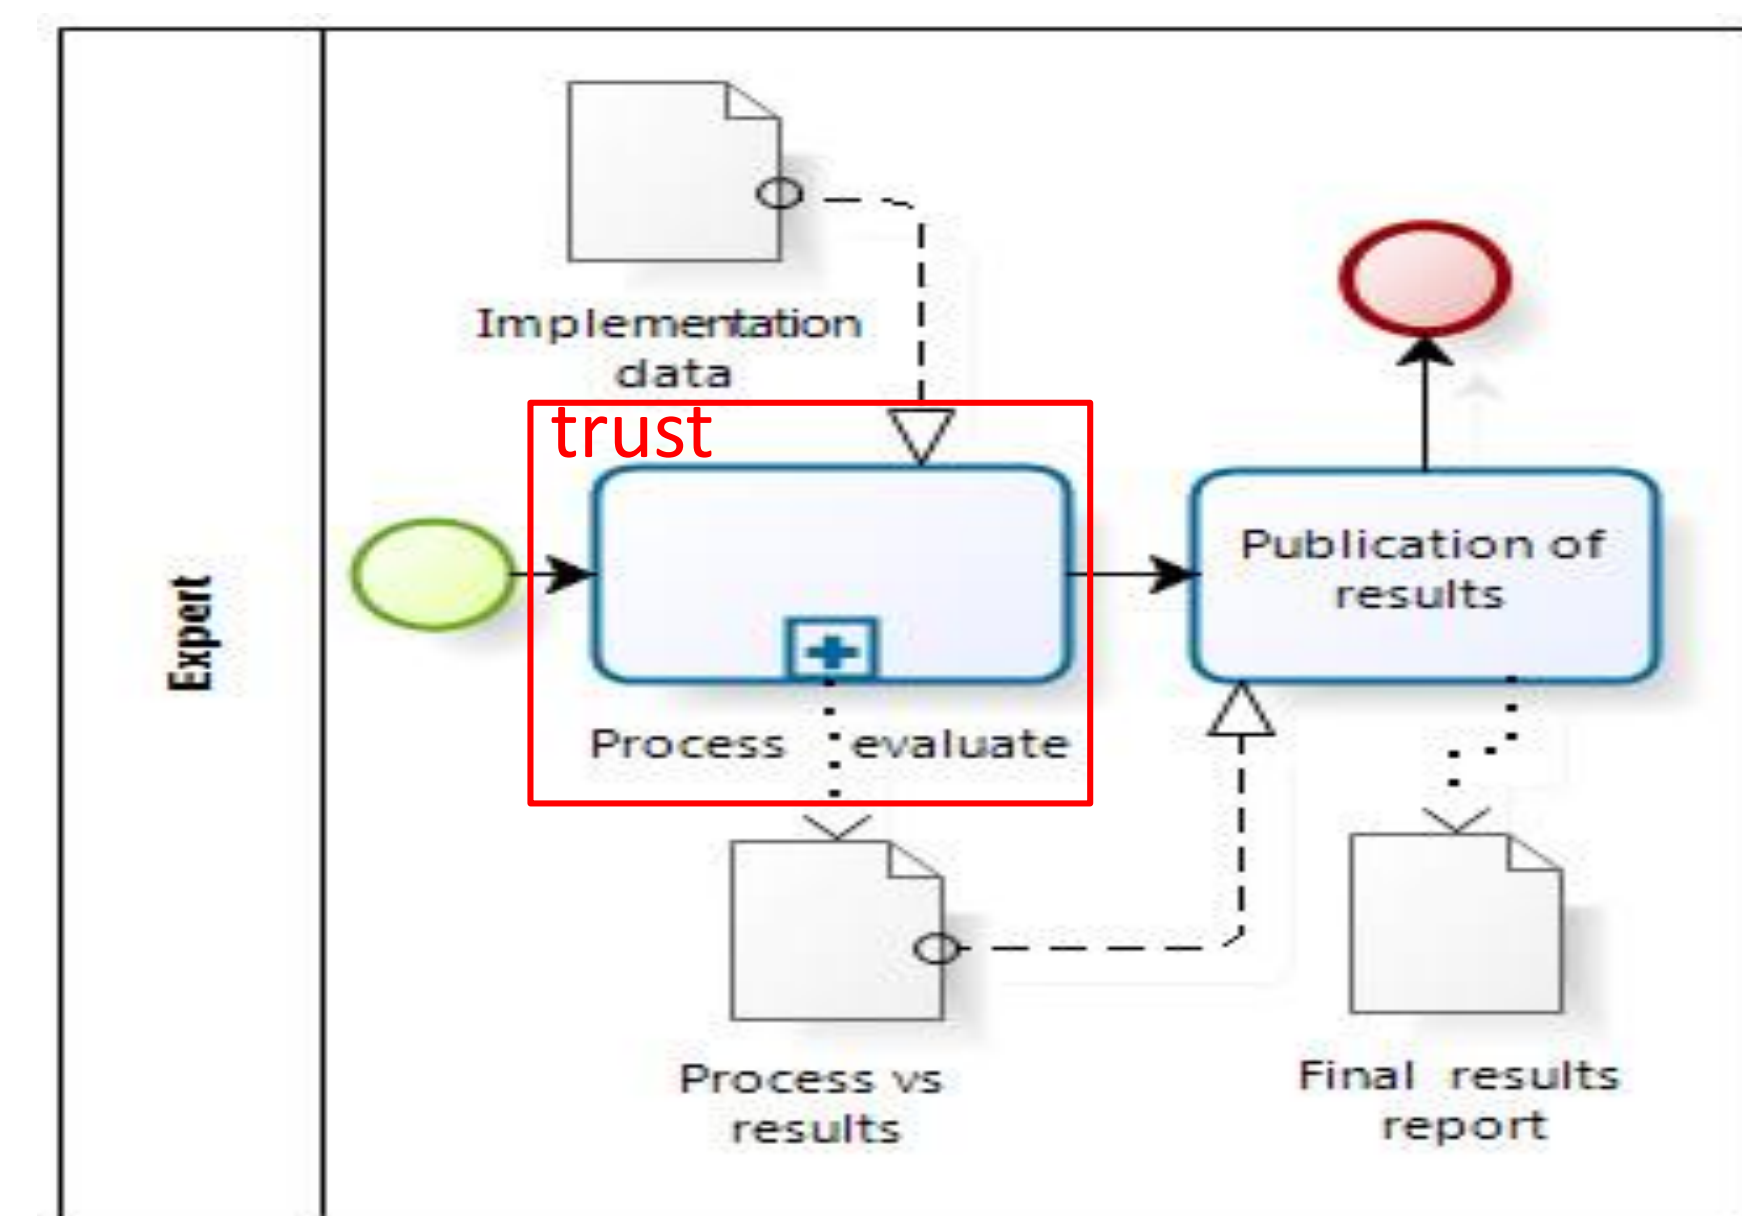 Expert
Implementation
data
trust
Process evaluate
Publication of
results
Process vs
results
Final results
report